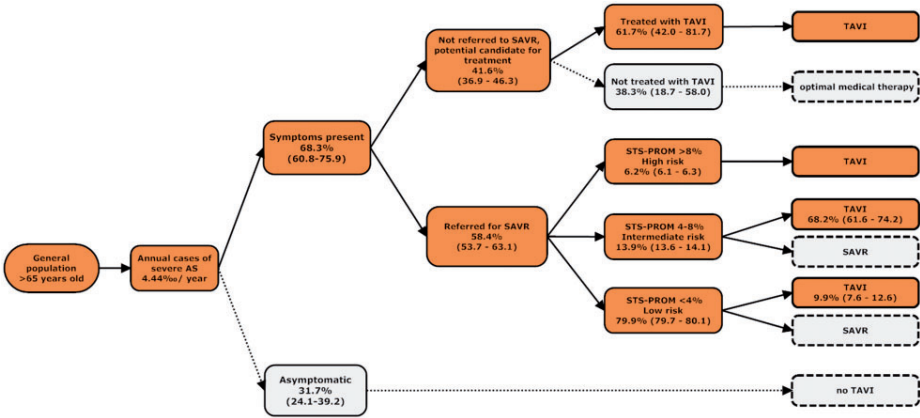 General
population
>65 years old
Annual cases of
severe AS
4.44‰/ year
Symptoms present
68.3%
(60.8-75.9)
Asymptomatic
31.7%
(24.1-39.2)
Not referred to SAVR,
potential candidate for
treatment
41.6%
(36.9 - 46.3)
Referred for SAVR
58.4%
(53.7 - 63.1)
Treated with TAVI
61.7% (42.0 - 81.7)
Not treated with TAVI
38.3% (18.7 - 58.0)
STS-PROM >8%
High risk
6.2% (6.1 - 6.3)
STS-PROM 4-8%
Intermediate risk
13.9% (13.6 - 14.1)
STS-PROM <4%
Low risk
79.9% (79.7 - 80.1)
TAVI
optimal medical therapy
TAVI
TAVI
68.2% (61.6 - 74.2)
SAVR
TAVI
9.9% (7.6 - 12.6)
SAVR
no TAVI